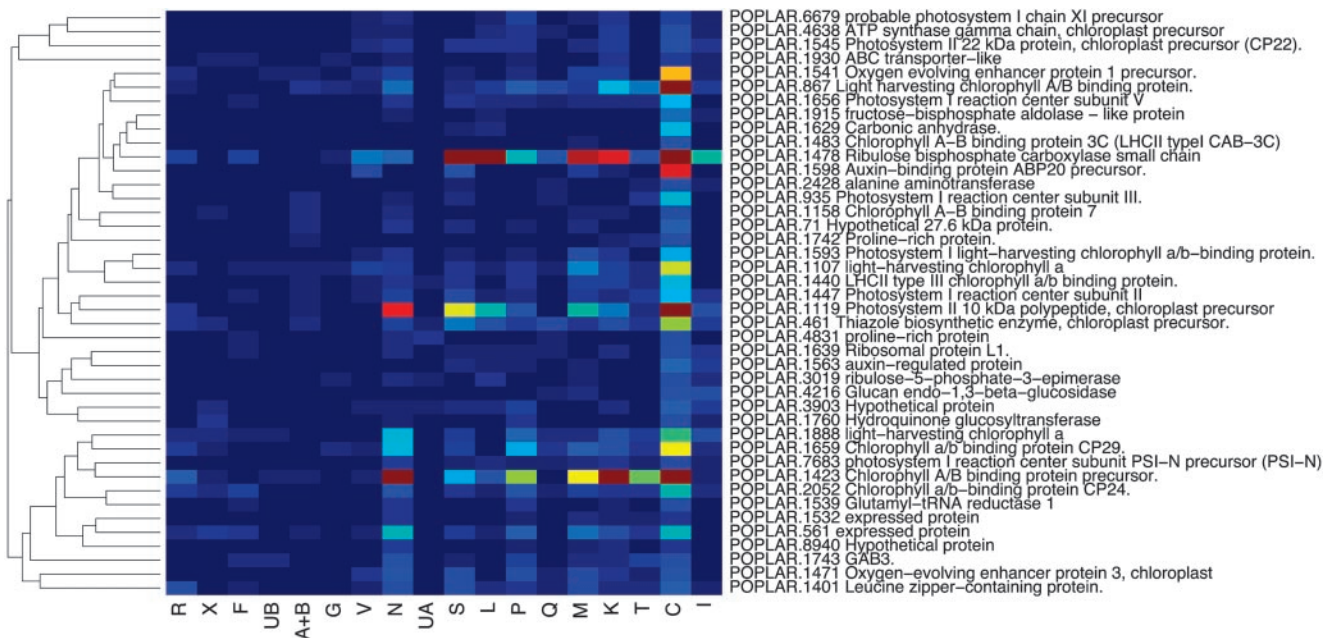 POPLAR.6679 probable photosystem I chain XI precursor
POPLAR.4638 ATP synthase gamma chain, chloroplast precursor
POPLAR.1545 Photosystem II 22 kDa protein, chloroplast precursor (CP22).
POPLAR.1930 ABC transporter−like
POPLAR.1541 Oxygen evolving enhancer protein 1 precursor.
POPLAR.867 Light harvesting chlorophyll A/B binding protein.
POPLAR.1656 Photosystem I reaction center subunit V
POPLAR.1915 fructose−bisphosphate aldolase − like protein
POPLAR.1629 Carbonic anhydrase.
POPLAR.1483 Chlorophyll A−B binding protein 3C (LHCII typeI CAB−3C)
POPLAR.1478 Ribulose bisphosphate carboxylase small chain
POPLAR.1598 Auxin−binding protein ABP20 precursor.
POPLAR.2428 alanine aminotransferase
POPLAR.935 Photosystem I reaction center subunit III.
POPLAR.1158 Chlorophyll A−B binding protein 7
POPLAR.71 Hypothetical 27.6 kDa protein.
POPLAR.1742 Proline−rich protein.
POPLAR.1593 Photosystem I light−harvesting chlorophyll a/b−binding protein.
POPLAR.1107 light−harvesting chlorophyll a
POPLAR.1440 LHCII type III chlorophyll a/b binding protein.
POPLAR.1447 Photosystem I reaction center subunit II
POPLAR.1119 Photosystem II 10 kDa polypeptide, chloroplast precursor
POPLAR.461 Thiazole biosynthetic enzyme, chloroplast precursor.
POPLAR.4831 proline−rich protein
POPLAR.1639 Ribosomal protein L1.
POPLAR.1563 auxin−regulated protein
POPLAR.3019 ribulose−5−phosphate−3−epimerase
POPLAR.4216 Glucan endo−1,3−beta−glucosidase
POPLAR.3903 Hypothetical protein
POPLAR.1760 Hydroquinone glucosyltransferase
POPLAR.1888 light−harvesting chlorophyll a
POPLAR.1659 Chlorophyll a/b binding protein CP29.
POPLAR.7683 photosystem I reaction center subunit PSI−N precursor (PSI−N)
POPLAR.1423 Chlorophyll A/B binding protein precursor.
POPLAR.2052 Chlorophyll a/b−binding protein CP24.
POPLAR.1539 Glutamyl−tRNA reductase 1
POPLAR.1532 expressed protein
POPLAR.561 expressed protein
POPLAR.8940 Hypothetical protein
POPLAR.1743 GAB3.
POPLAR.1471 Oxygen−evolving enhancer protein 3, chloroplast
POPLAR.1401 Leucine zipper−containing protein.
R X F UB A+B G V N UA S L P Q M K T C I